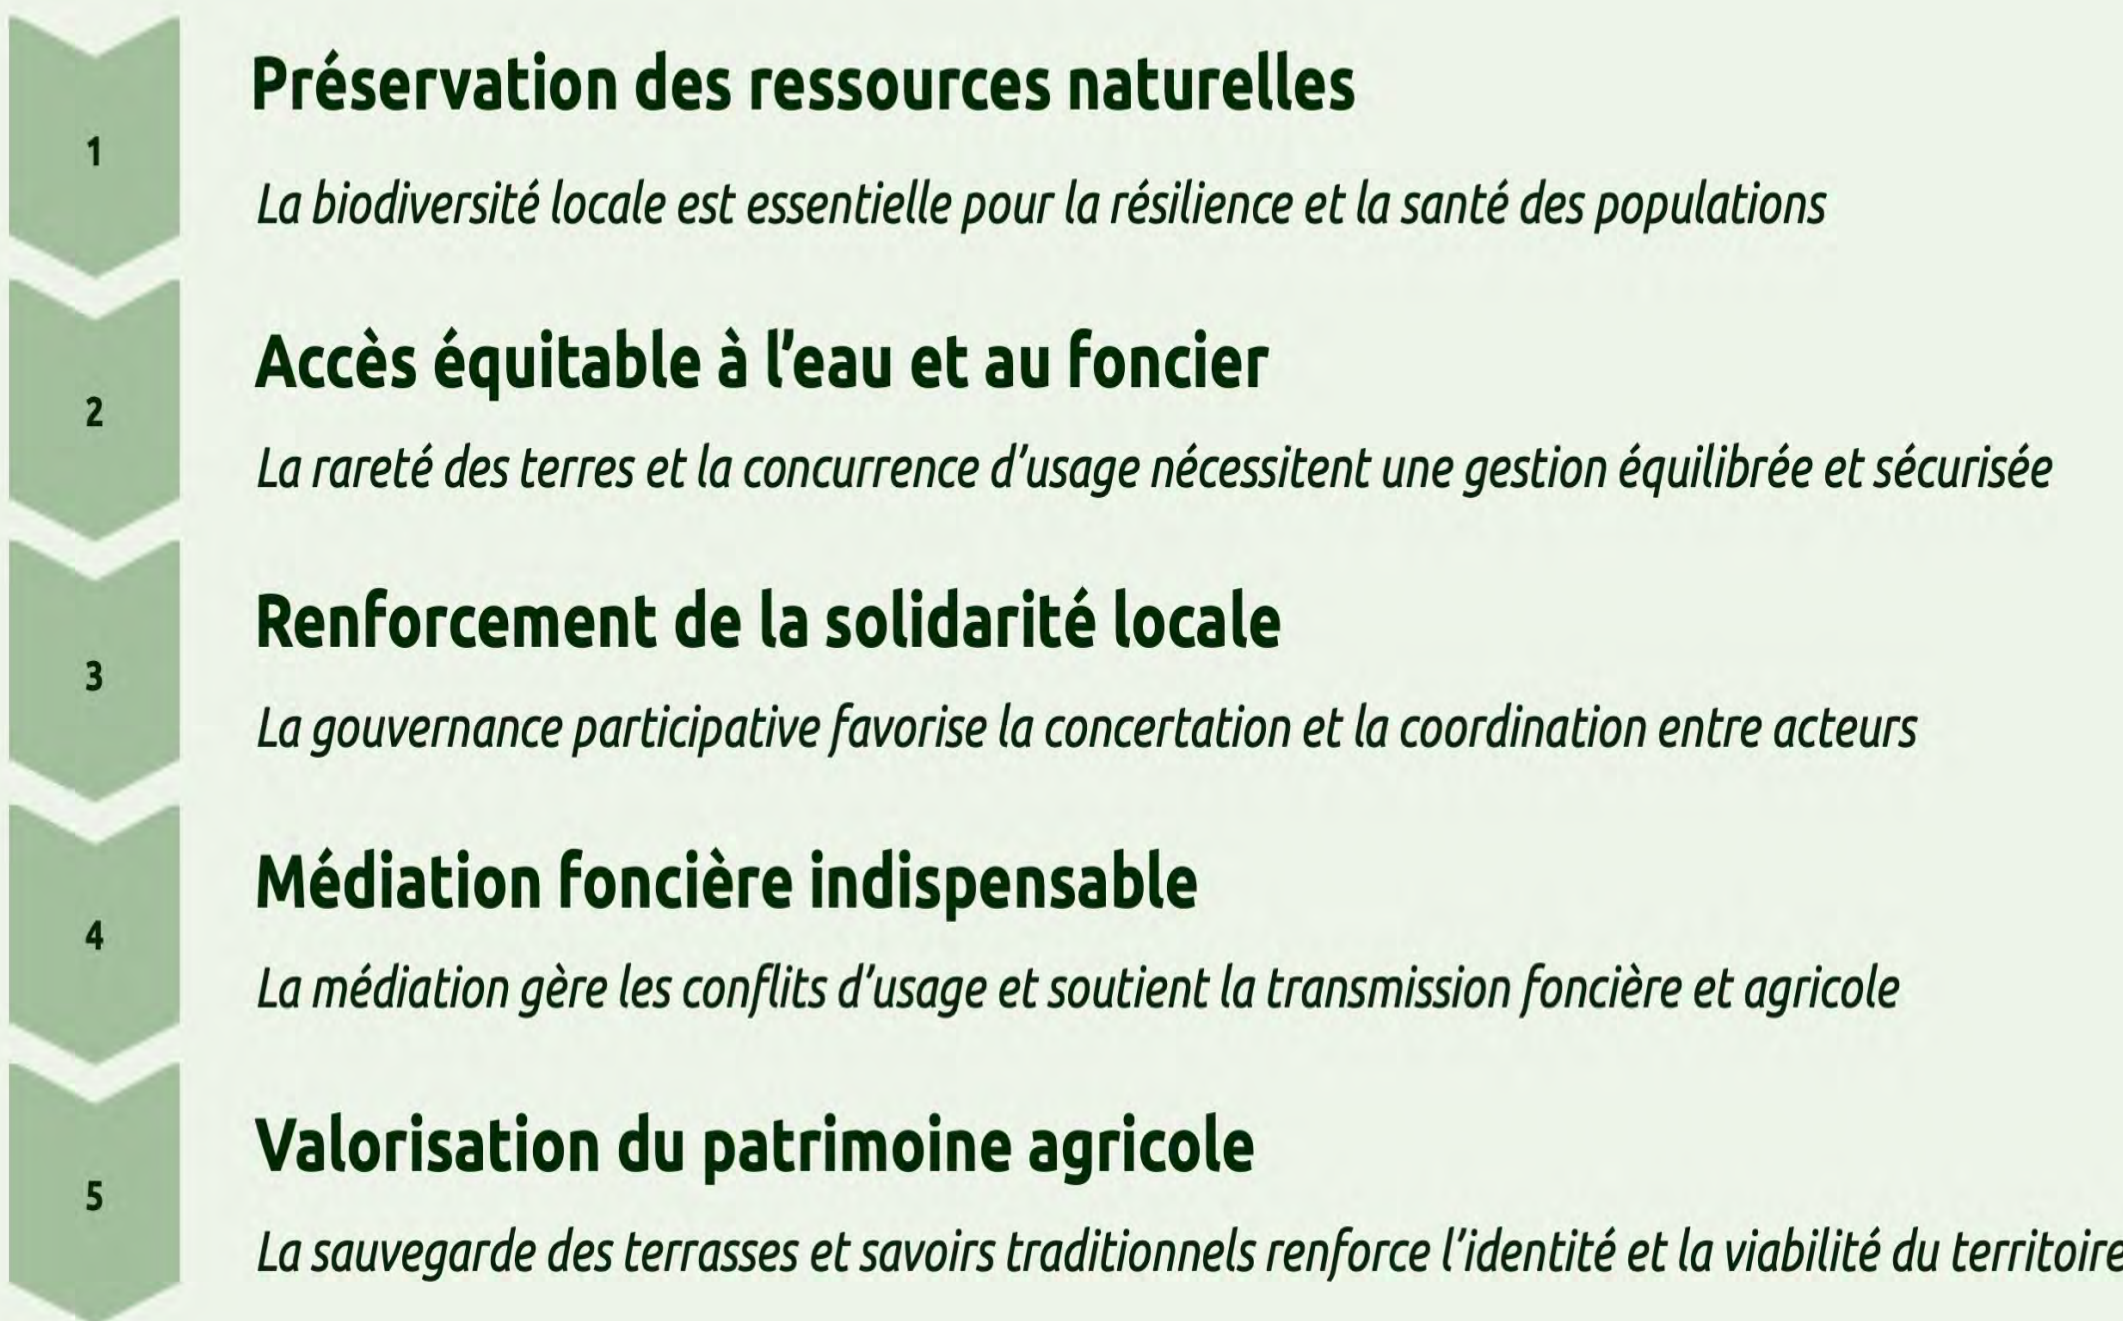 1
Préservation des ressources naturelles
La biodiversité locale est essentielle pour la résilience et la santé des populations
2
Accès équitable à l’eau et au foncier
La rareté des terres et la concurrence d’usage nécessitent une gestion équilibrée et sécurisée
3
Renforcement de la solidarité locale
La gouvernance participative favorise la concertation et la coordination entre acteurs
4
Médiation foncière indispensable
La médiation gère les conflits d’usage et soutient la transmission foncière et agricole
5
Valorisation du patrimoine agricole
La sauvegarde des terrasses et savoirs traditionnels renforce l’identité et la viabilité du territoire